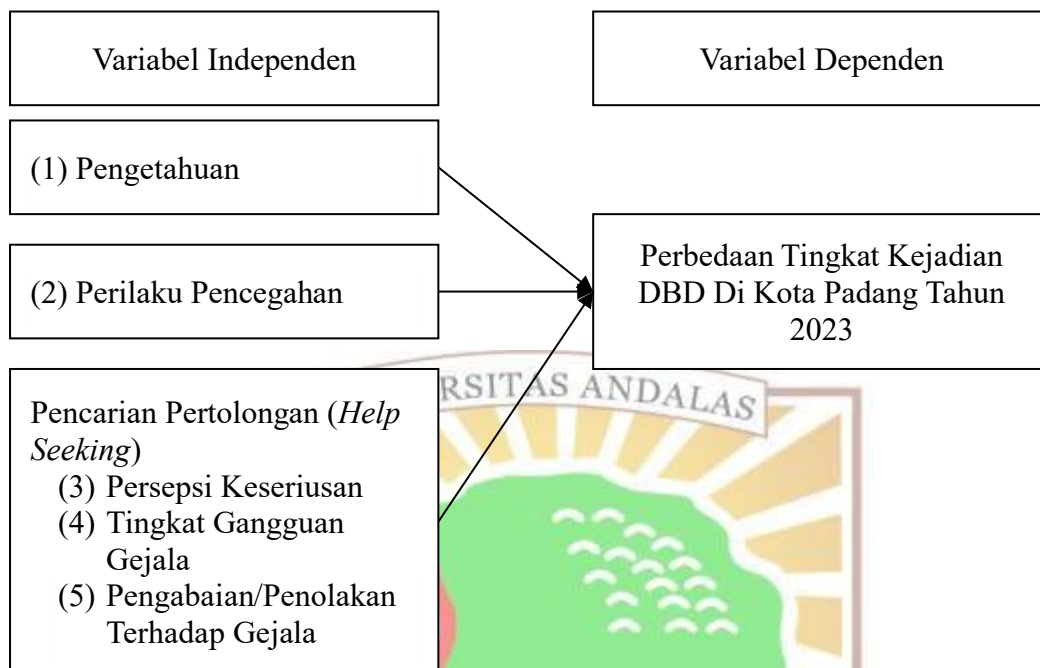 Variabel Independen
Variabel Dependen
(1) Pengetahuan
(2) Perilaku Pencegahan
Perbedaan Tingkat Kejadian
DBD Di Kota Padang Tahun
2023
Pencarian Pertolongan (Help
Seeking)
(3) Persepsi Keseriusan
(4) Tingkat Gangguan
Gejala
(5) Pengabaian/Penolakan
Terhadap Gejala
RSITAS ANDALAS